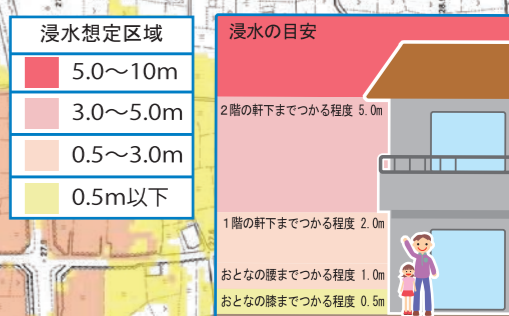 浸水想定区域
5.0～10m
3.0～5.0m
0.5～3.0m
0.5m以下
浸水の目安
2階の軒下までつかる程度 5.0m
1階の軒下までつかる程度 2.0m
おとなの腰までつかる程度 1.0m
おとなの膝までつかる程度 0.5m